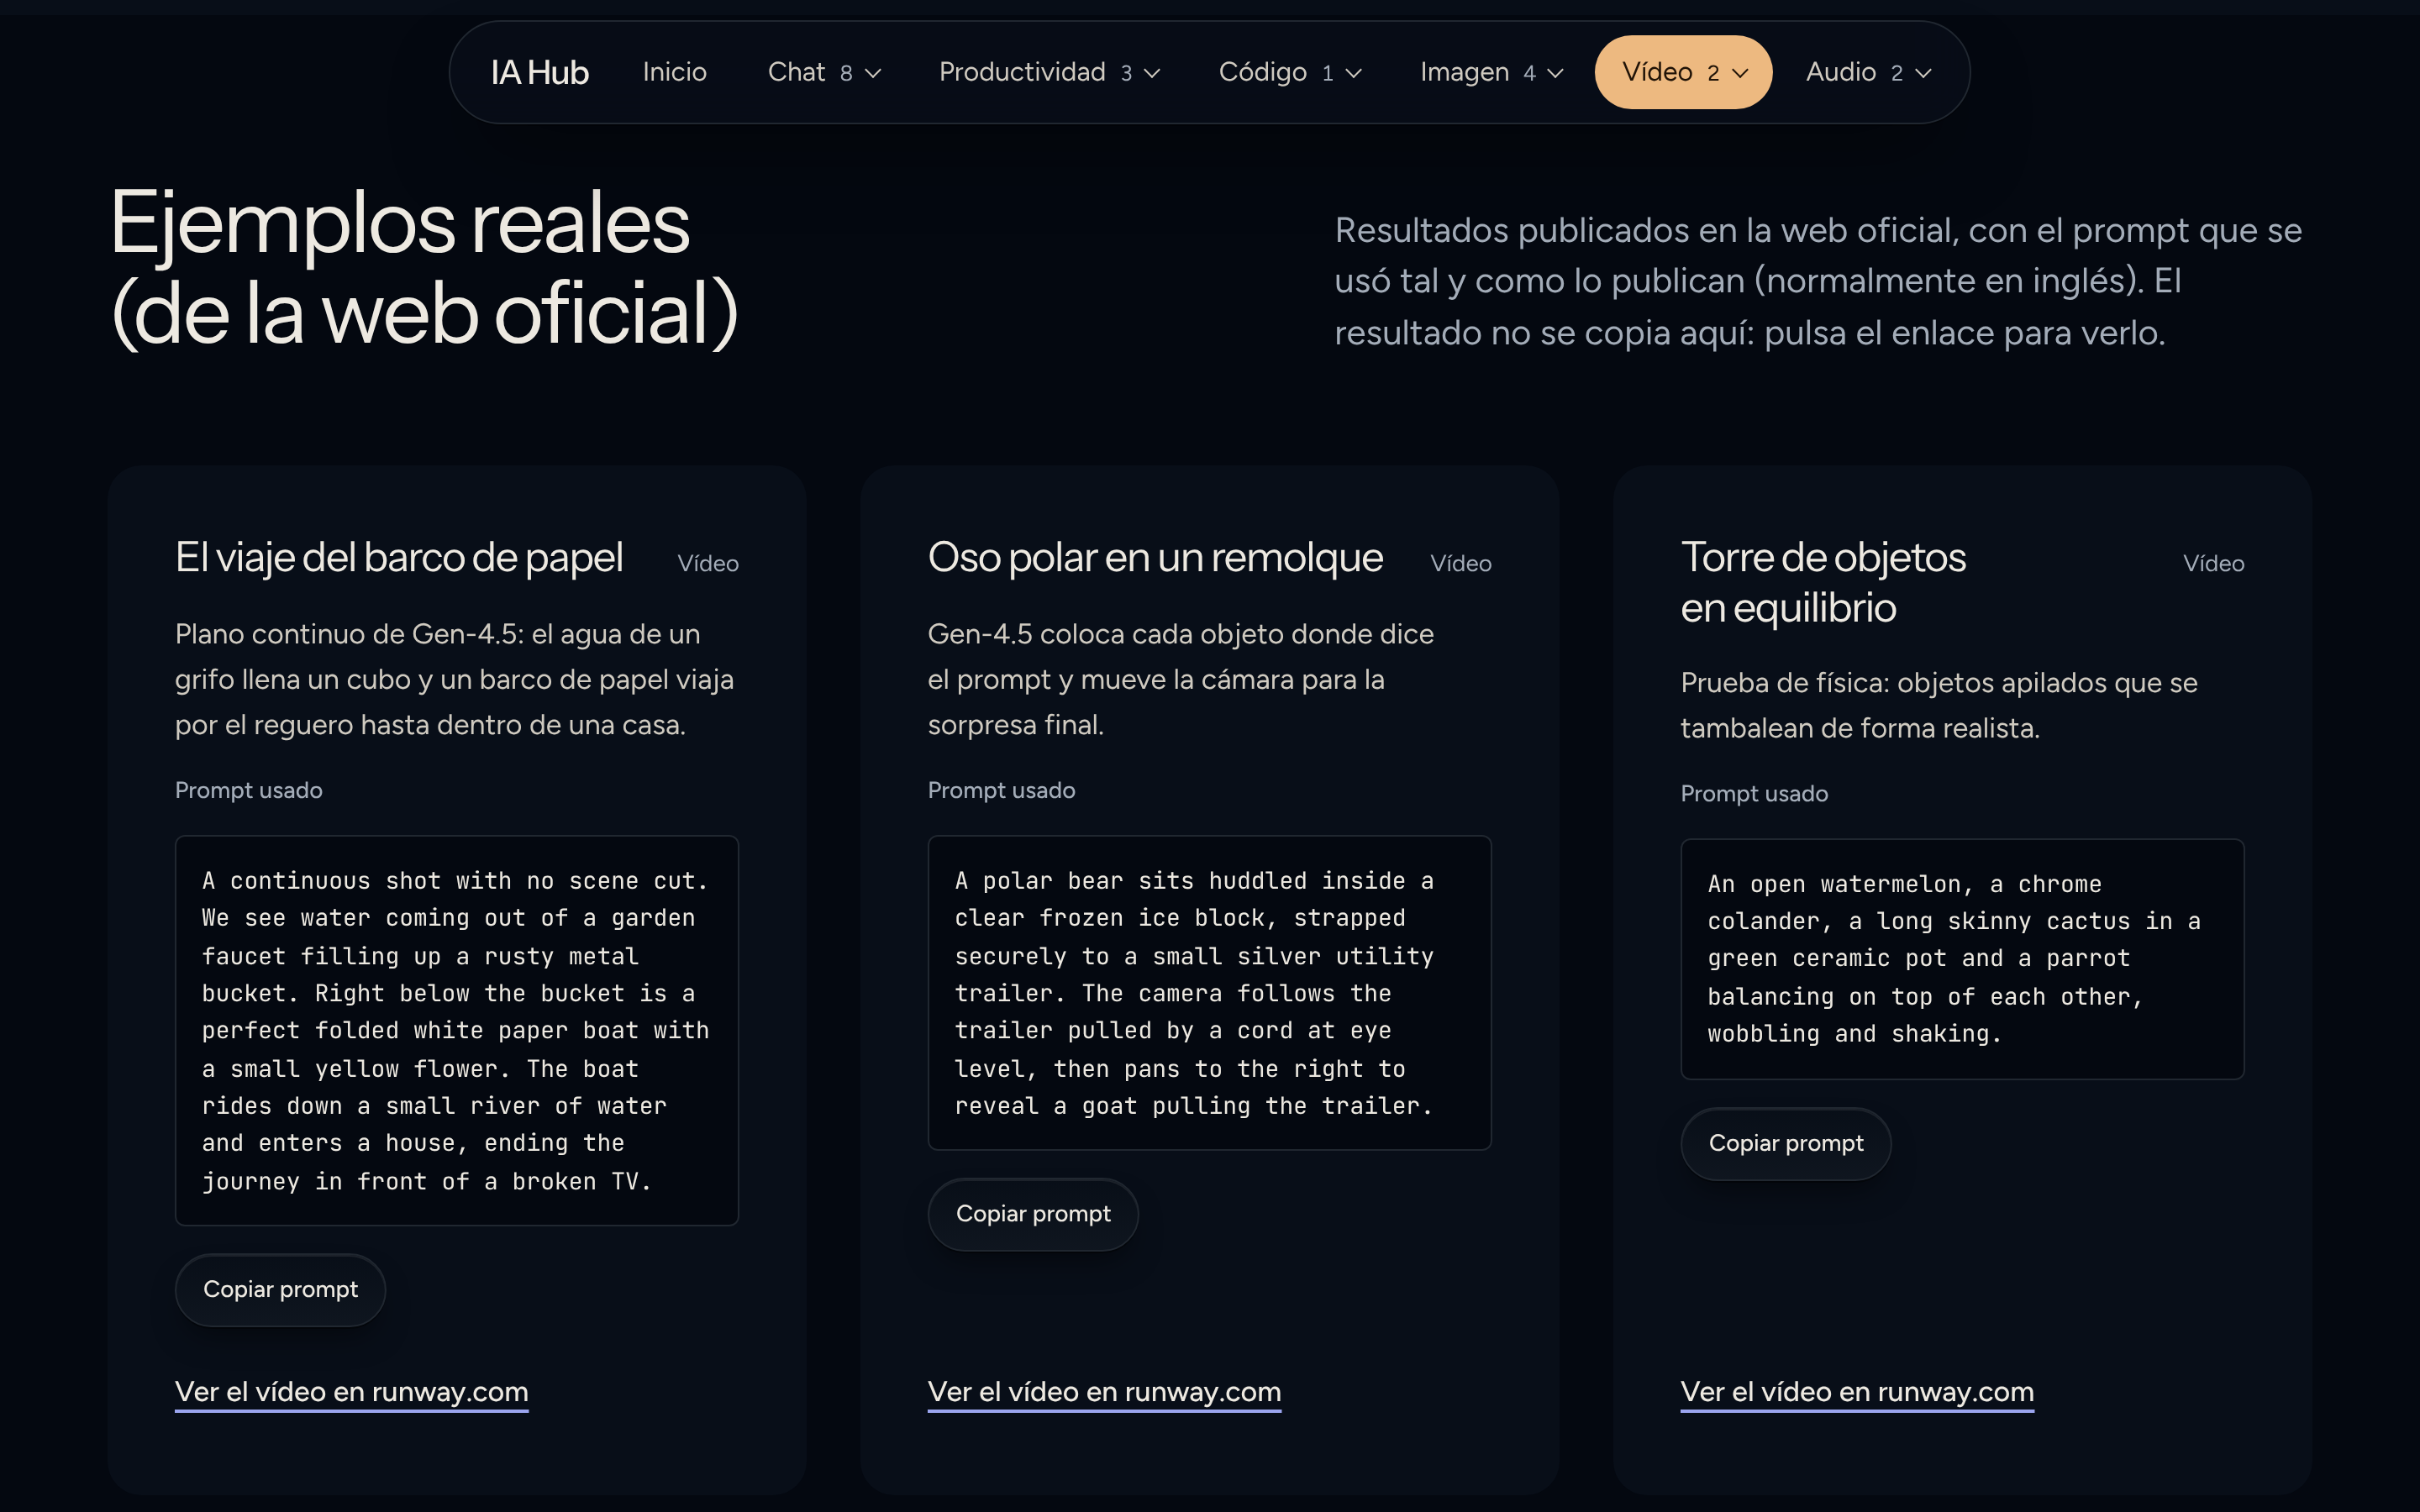 IA Hub Inicio Chat 8 Productividad 3 Código 1 Imagen 4 Vídeo 2 Audio 2
Ejemplos reales
(de la web oficial)
Resultados publicados en la web oficial, con el prompt que se
usó tal y como lo publican (normalmente en inglés). El
resultado no se copia aquí: pulsa el enlace para verlo.
El viaje del barco de papel Vídeo
Plano continuo de Gen-4.5: el agua de un
grifo llena un cubo y un barco de papel viaja
por el reguero hasta dentro de una casa.
Prompt usado
A continuous shot with no scene cut.
We see water coming out of a garden
faucet filling up a rusty metal
bucket. Right below the bucket is a
perfect folded white paper boat with
a small yellow flower. The boat
rides down a small river of water
and enters a house, ending the
journey in front of a broken TV.
Copiar prompt
Ver el vídeo en runway.com
Oso polar en un remolque Vídeo
Gen-4.5 coloca cada objeto donde dice
el prompt y mueve la cámara para la
sorpresa final.
Prompt usado
A polar bear sits huddled inside a
clear frozen ice block, strapped
securely to a small silver utility
trailer. The camera follows the
trailer pulled by a cord at eye
level, then pans to the right to
reveal a goat pulling the trailer.
Copiar prompt
Ver el vídeo en runway.com
Torre de objetos Vídeo
en equilibrio
Prueba de física: objetos apilados que se
tambalean de forma realista.
Prompt usado
An open watermelon, a chrome
colander, a long skinny cactus in a
green ceramic pot and a parrot
balancing on top of each other,
wobbling and shaking.
Copiar prompt
Ver el vídeo en runway.com